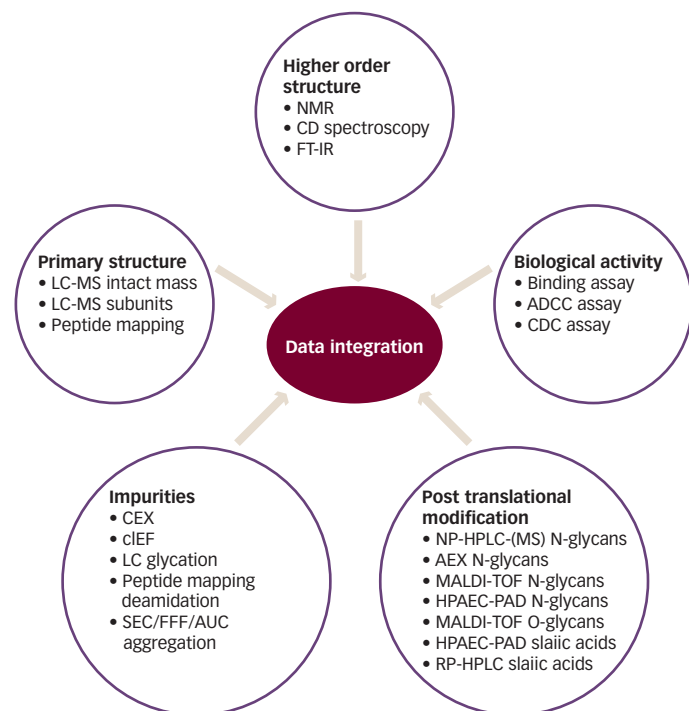 Higher order
structure
• NMR
• CD spectroscopy
• FT-IR
Primary structure
• LC-MS intact mass
• LC-MS subunits
• Peptide mapping
Biological activity
• Binding assay
• ADCC assay
• CDC assay
Data integration
Impurities
• CEX
• cIEF
• LC glycation
• Peptide mapping
deamidation
• SEC/FFF/AUC
aggregation
Post translational
modification
• NP-HPLC-(MS) N-glycans
• AEX N-glycans
• MALDI-TOF N-glycans
• HPAEC-PAD N-glycans
• MALDI-TOF O-glycans
• HPAEC-PAD slaiic acids
• RP-HPLC slaiic acids